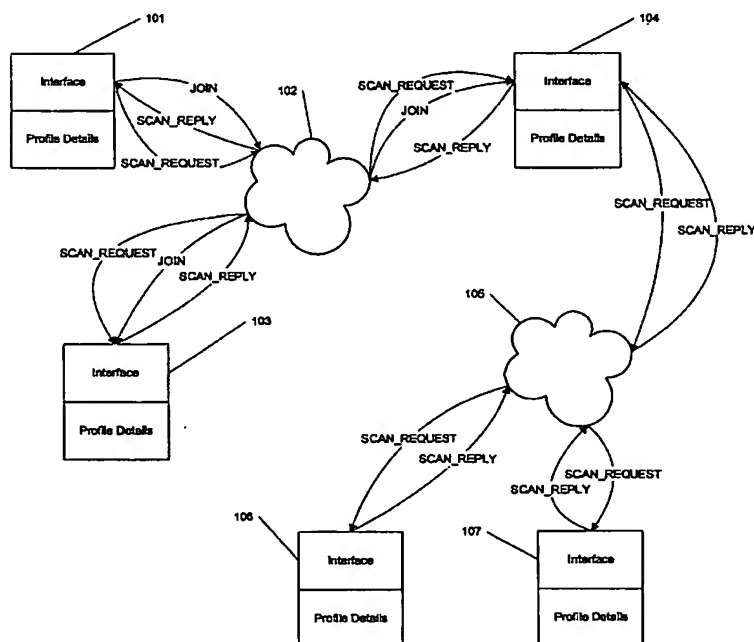 101
104
Interface
Profile Details
JOIN
SCAN_REPLY
SCAN_REQUEST
102
SCAN_REQUEST
JOIN
SCAN_REPLY
Interface
Profile Details
SCAN_REQUEST
JOIN
SCAN_REPLY
SCAN_REQUEST
SCAN_REPLY
103
Interface
Profile Details
105
SCAN_REQUEST
SCAN_REPLY
SCAN_REQUEST
SCAN_REPLY
106
Interface
Profile Details
107
Interface
Profile Details